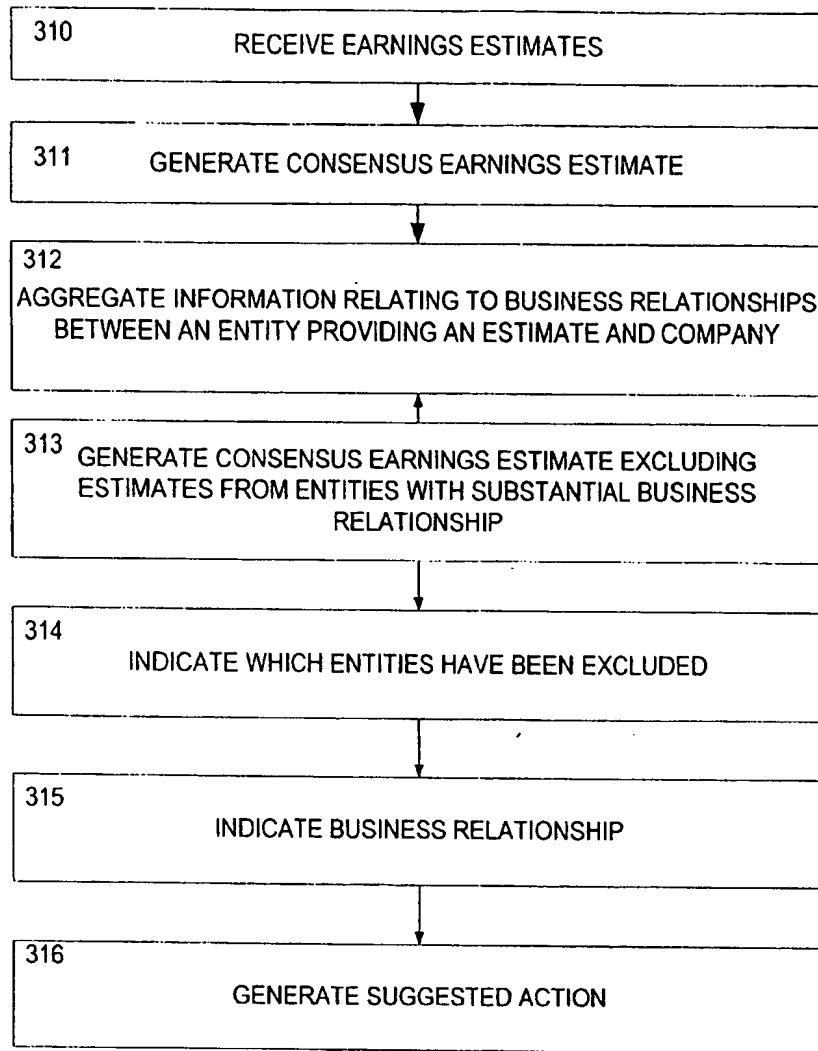 310
RECEIVE EARNINGS ESTIMATES
311
GENERATE CONSENSUS EARNINGS ESTIMATE
312
AGGREGATE INFORMATION RELATING TO BUSINESS RELATIONSHIPS
BETWEEN AN ENTITY PROVIDING AN ESTIMATE AND COMPANY
313
GENERATE CONSENSUS EARNINGS ESTIMATE EXCLUDING
ESTIMATES FROM ENTITIES WITH SUBSTANTIAL BUSINESS
RELATIONSHIP
314
INDICATE WHICH ENTITIES HAVE BEEN EXCLUDED
315
INDICATE BUSINESS RELATIONSHIP
316
GENERATE SUGGESTED ACTION